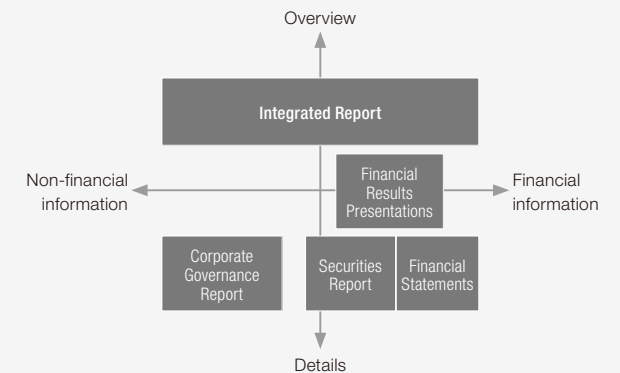 Overview
Integrated Report
Non-financial
information
Financial
Results
Presentations
Financial
information
Corporate
Governance
Report
Securities
Report
Financial
Statements
Details